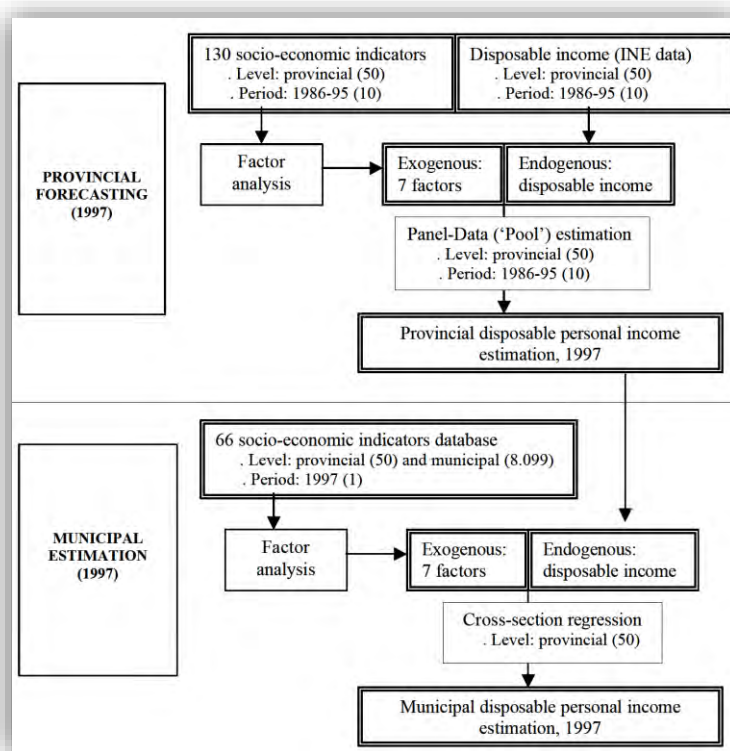 130 socio-economic indicators
. Level: provincial (50)
. Period: 1986-95 (10)
Disposable income (INE data)
. Level: provincial (50)
. Period: 1986-95 (10)
PROVINCIAL
FORECASTING
(1997)
Factor
analysis
Exogenous:
7 factors
Endogenous:
disposable income
Panel-Data (‘Pool’) estimation
. Level: provincial (50)
. Period: 1986-95 (10)
Provincial disposable personal income
estimation, 1997
66 socio-economic indicators database
. Level: provincial (50) and municipal (8.099)
. Period: 1997 (1)
MUNICIPAL
ESTIMATION
(1997)
Factor
analysis
Exogenous:
7 factors
Endogenous:
disposable income
Cross-section regression
. Level: provincial (50)
Municipal disposable personal income
estimation, 1997